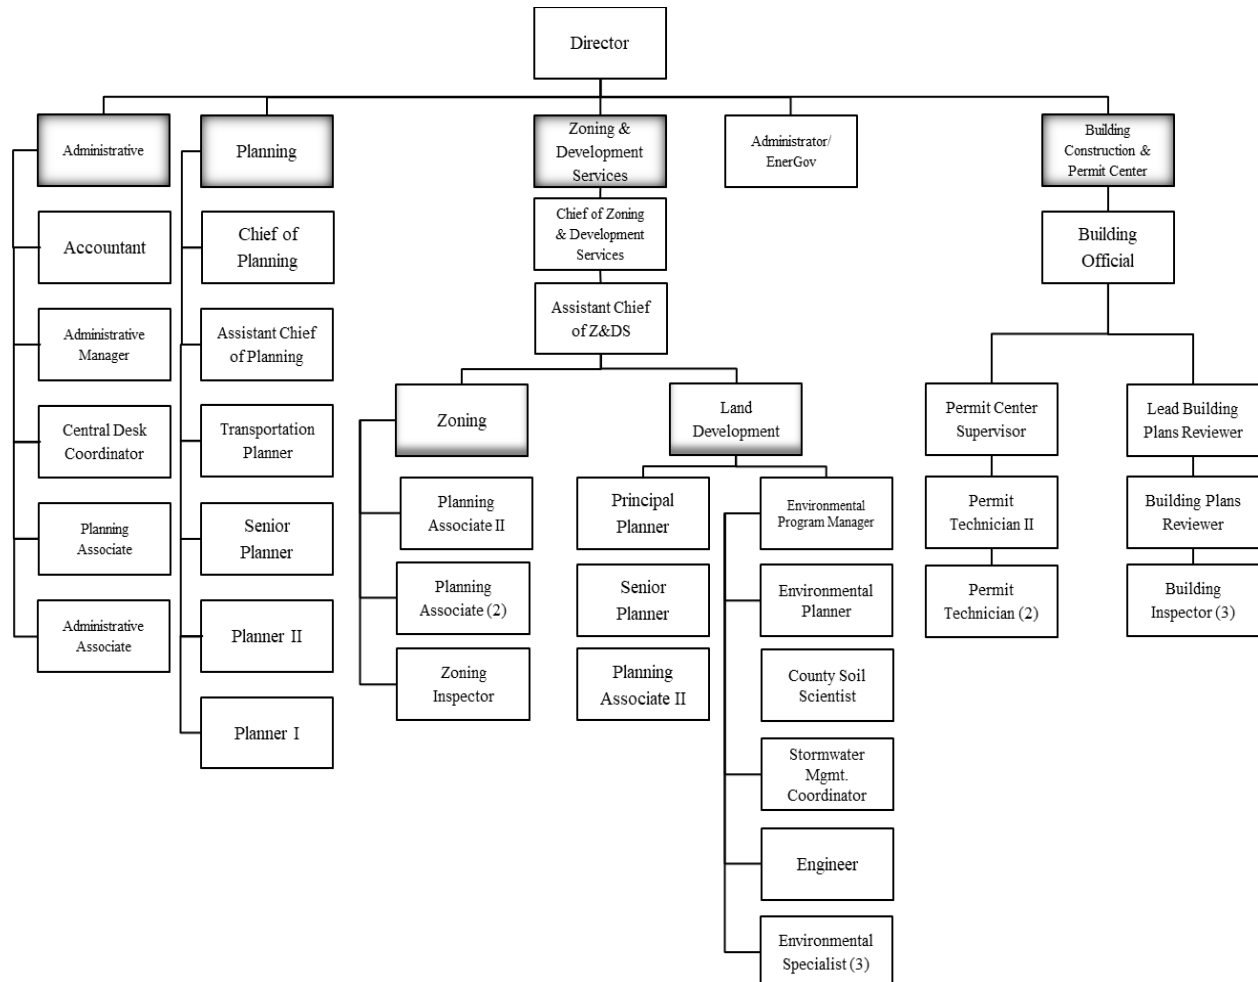 Director
Administrative
Planning
Zoning &
Development
Services
Administrator/
EnerGov
Building
Construction &
Permit Center
Accountant
Administrative
Manager
Central Desk
Coordinator
Planning
Associate
Administrative
Associate
Chief of
Planning
Assistant Chief
of Planning
Transportation
Planner
Senior
Planner
Planner II
Planner I
Chief of Zoning
& Development
Services
Assistant Chief
of Z&DS
Zoning
Planning
Associate II
Planning
Associate (2)
Zoning
Inspector
Land
Development
Principal
Planner
Senior
Planner
Planning
Associate II
Environmental
Program Manager
Environmental
Planner
County Soil
Scientist
Stormwater
Mgmt.
Coordinator
Engineer
Environmental
Specialist (3)
Building
Official
Permit Center
Supervisor
Permit
Technician II
Permit
Technician (2)
Lead Building
Plans Reviewer
Building Plans
Reviewer
Building
Inspector (3)